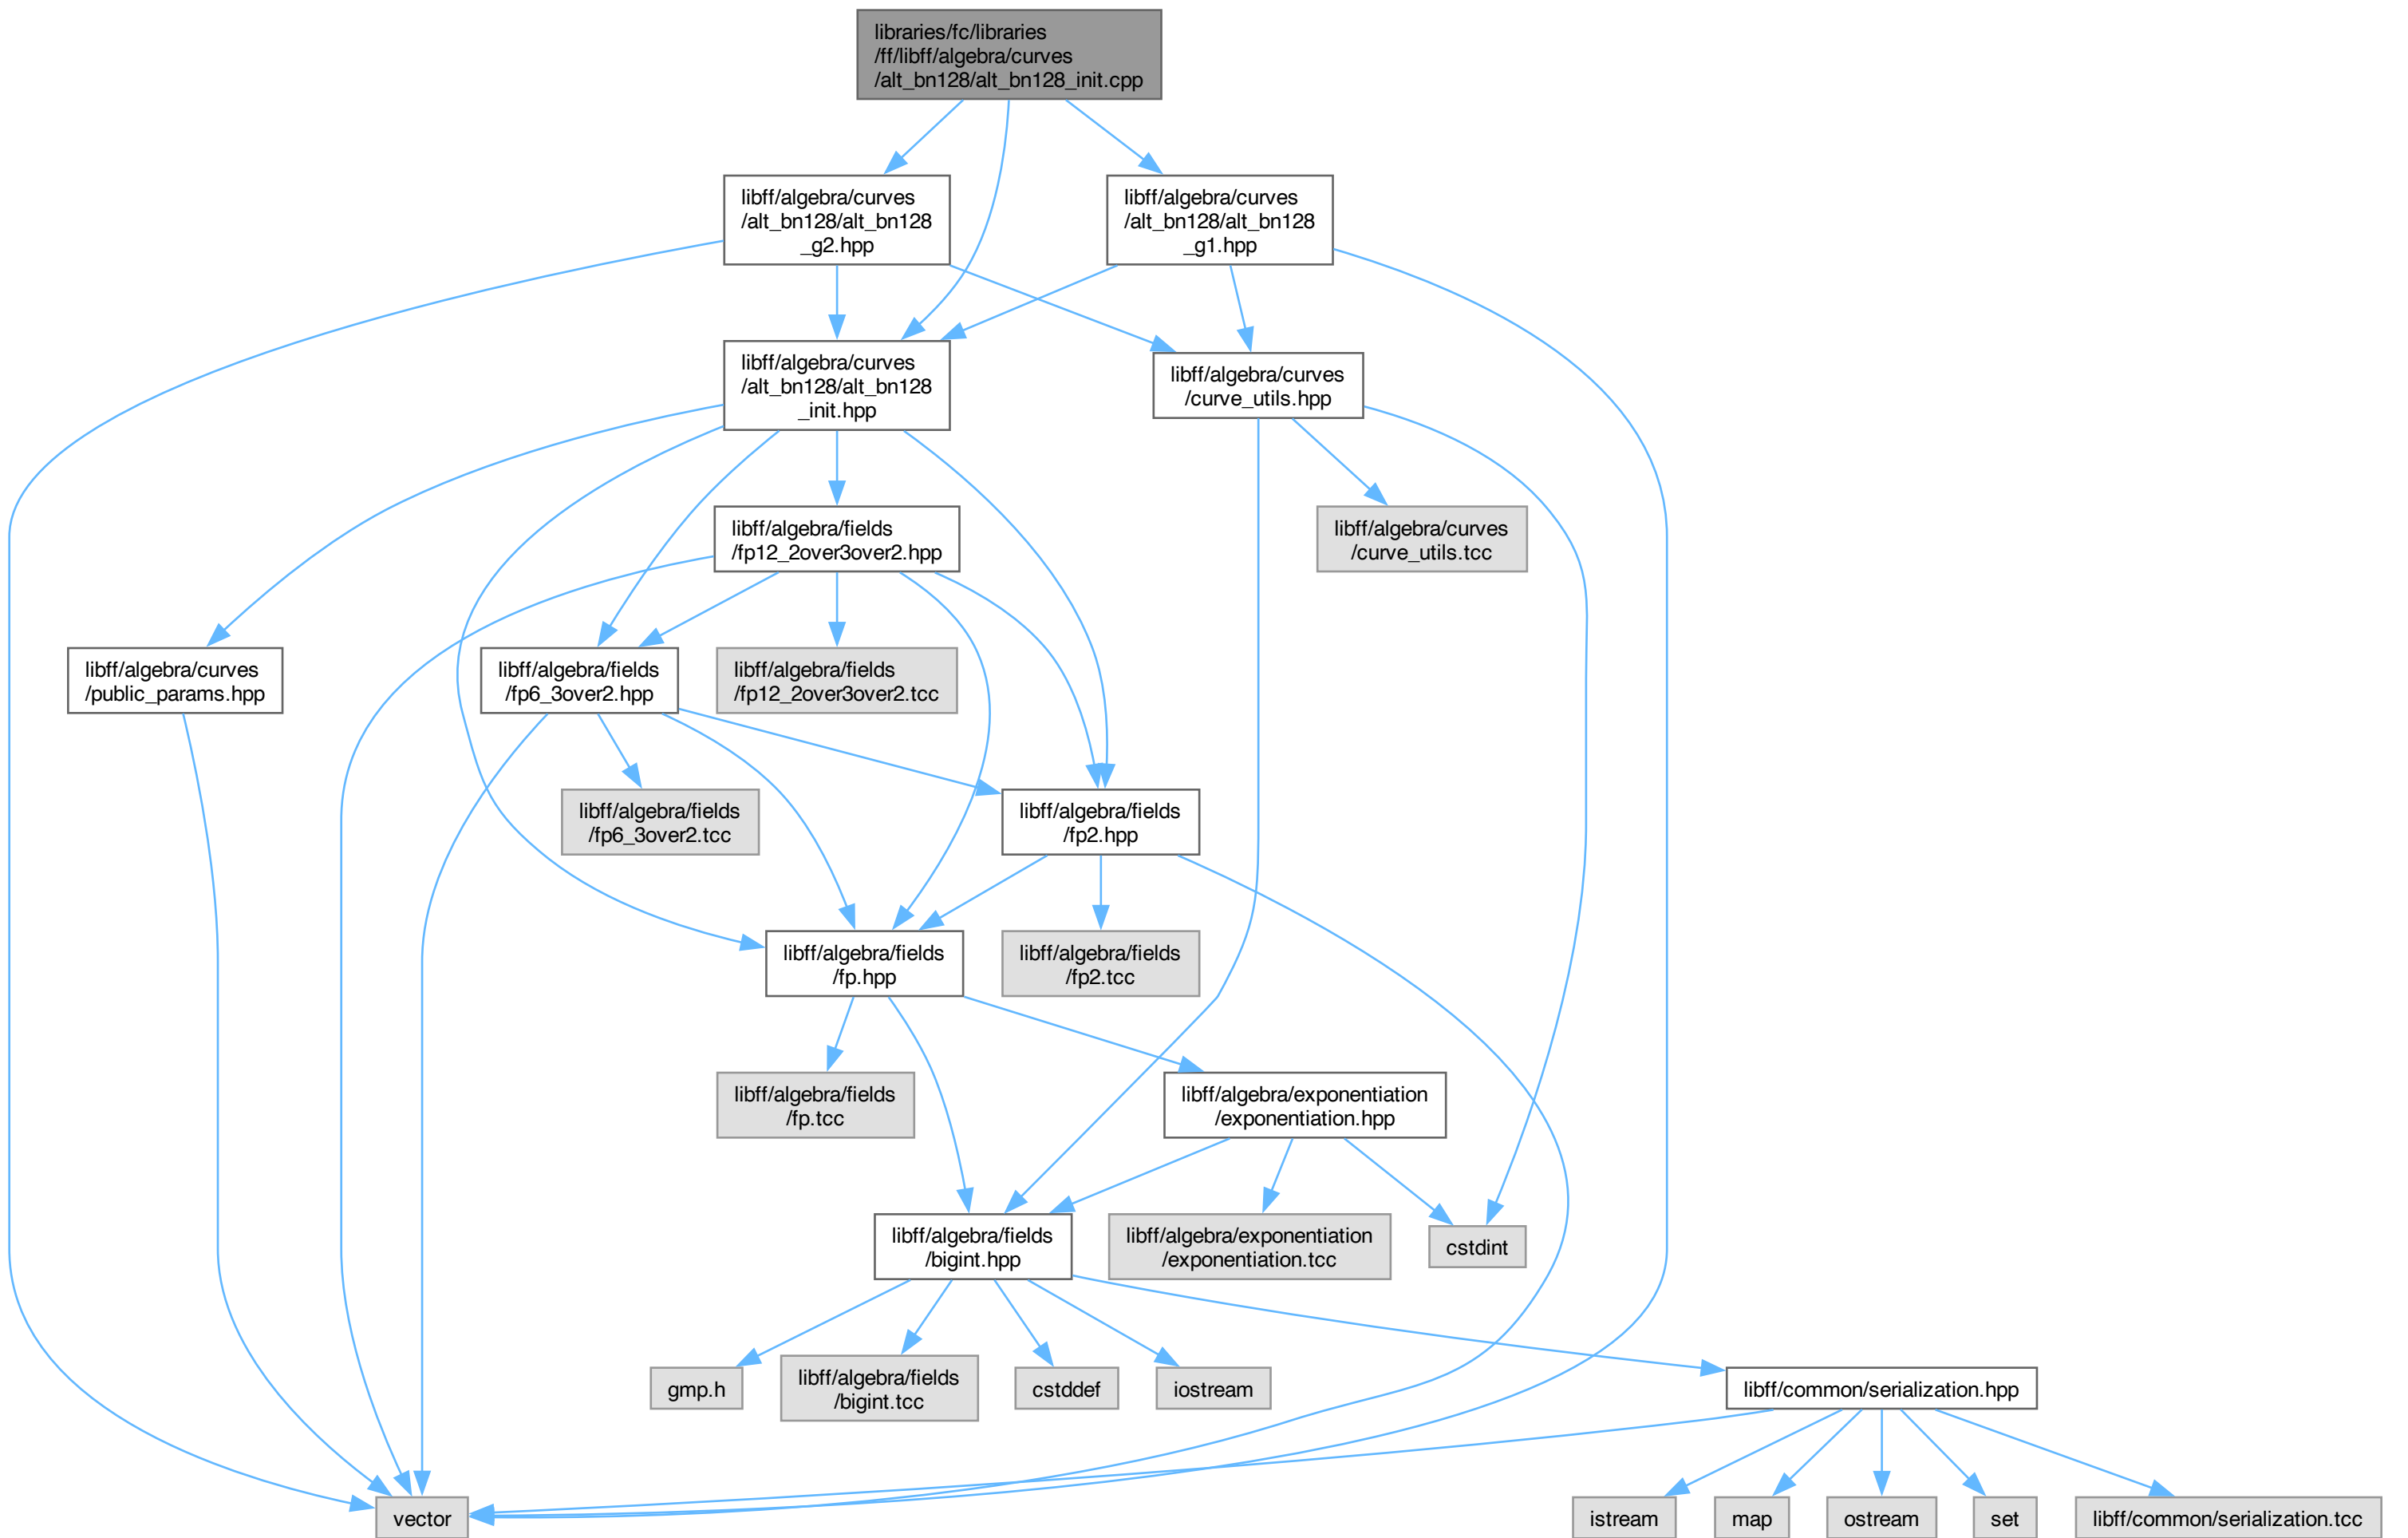 libraries/fc/libraries
/ff/libff/algebra/curves
/alt_bn128/alt_bn128_init.cpp
libff/algebra/curves
/alt_bn128/alt_bn128
_g2.hpp
libff/algebra/curves
/alt_bn128/alt_bn128
_g1.hpp
libff/algebra/curves
/alt_bn128/alt_bn128
_init.hpp
libff/algebra/curves
/curve_utils.hpp
libff/algebra/fields
/fp12_2over3over2.hpp
libff/algebra/curves
/curve_utils.tcc
libff/algebra/curves
/public_params.hpp
libff/algebra/fields
/fp6_3over2.hpp
libff/algebra/fields
/fp12_2over3over2.tcc
libff/algebra/fields
/fp6_3over2.tcc
libff/algebra/fields
/fp2.hpp
libff/algebra/fields
/fp.hpp
libff/algebra/fields
/fp2.tcc
libff/algebra/fields
/fp.tcc
libff/algebra/exponentiation
/exponentiation.hpp
libff/algebra/fields
/bigint.hpp
libff/algebra/exponentiation
/exponentiation.tcc
cstdint
gmp.h
libff/algebra/fields
/bigint.tcc
cstddef
iostream
libff/common/serialization.hpp
vector
istream
map
ostream
set
libff/common/serialization.tcc